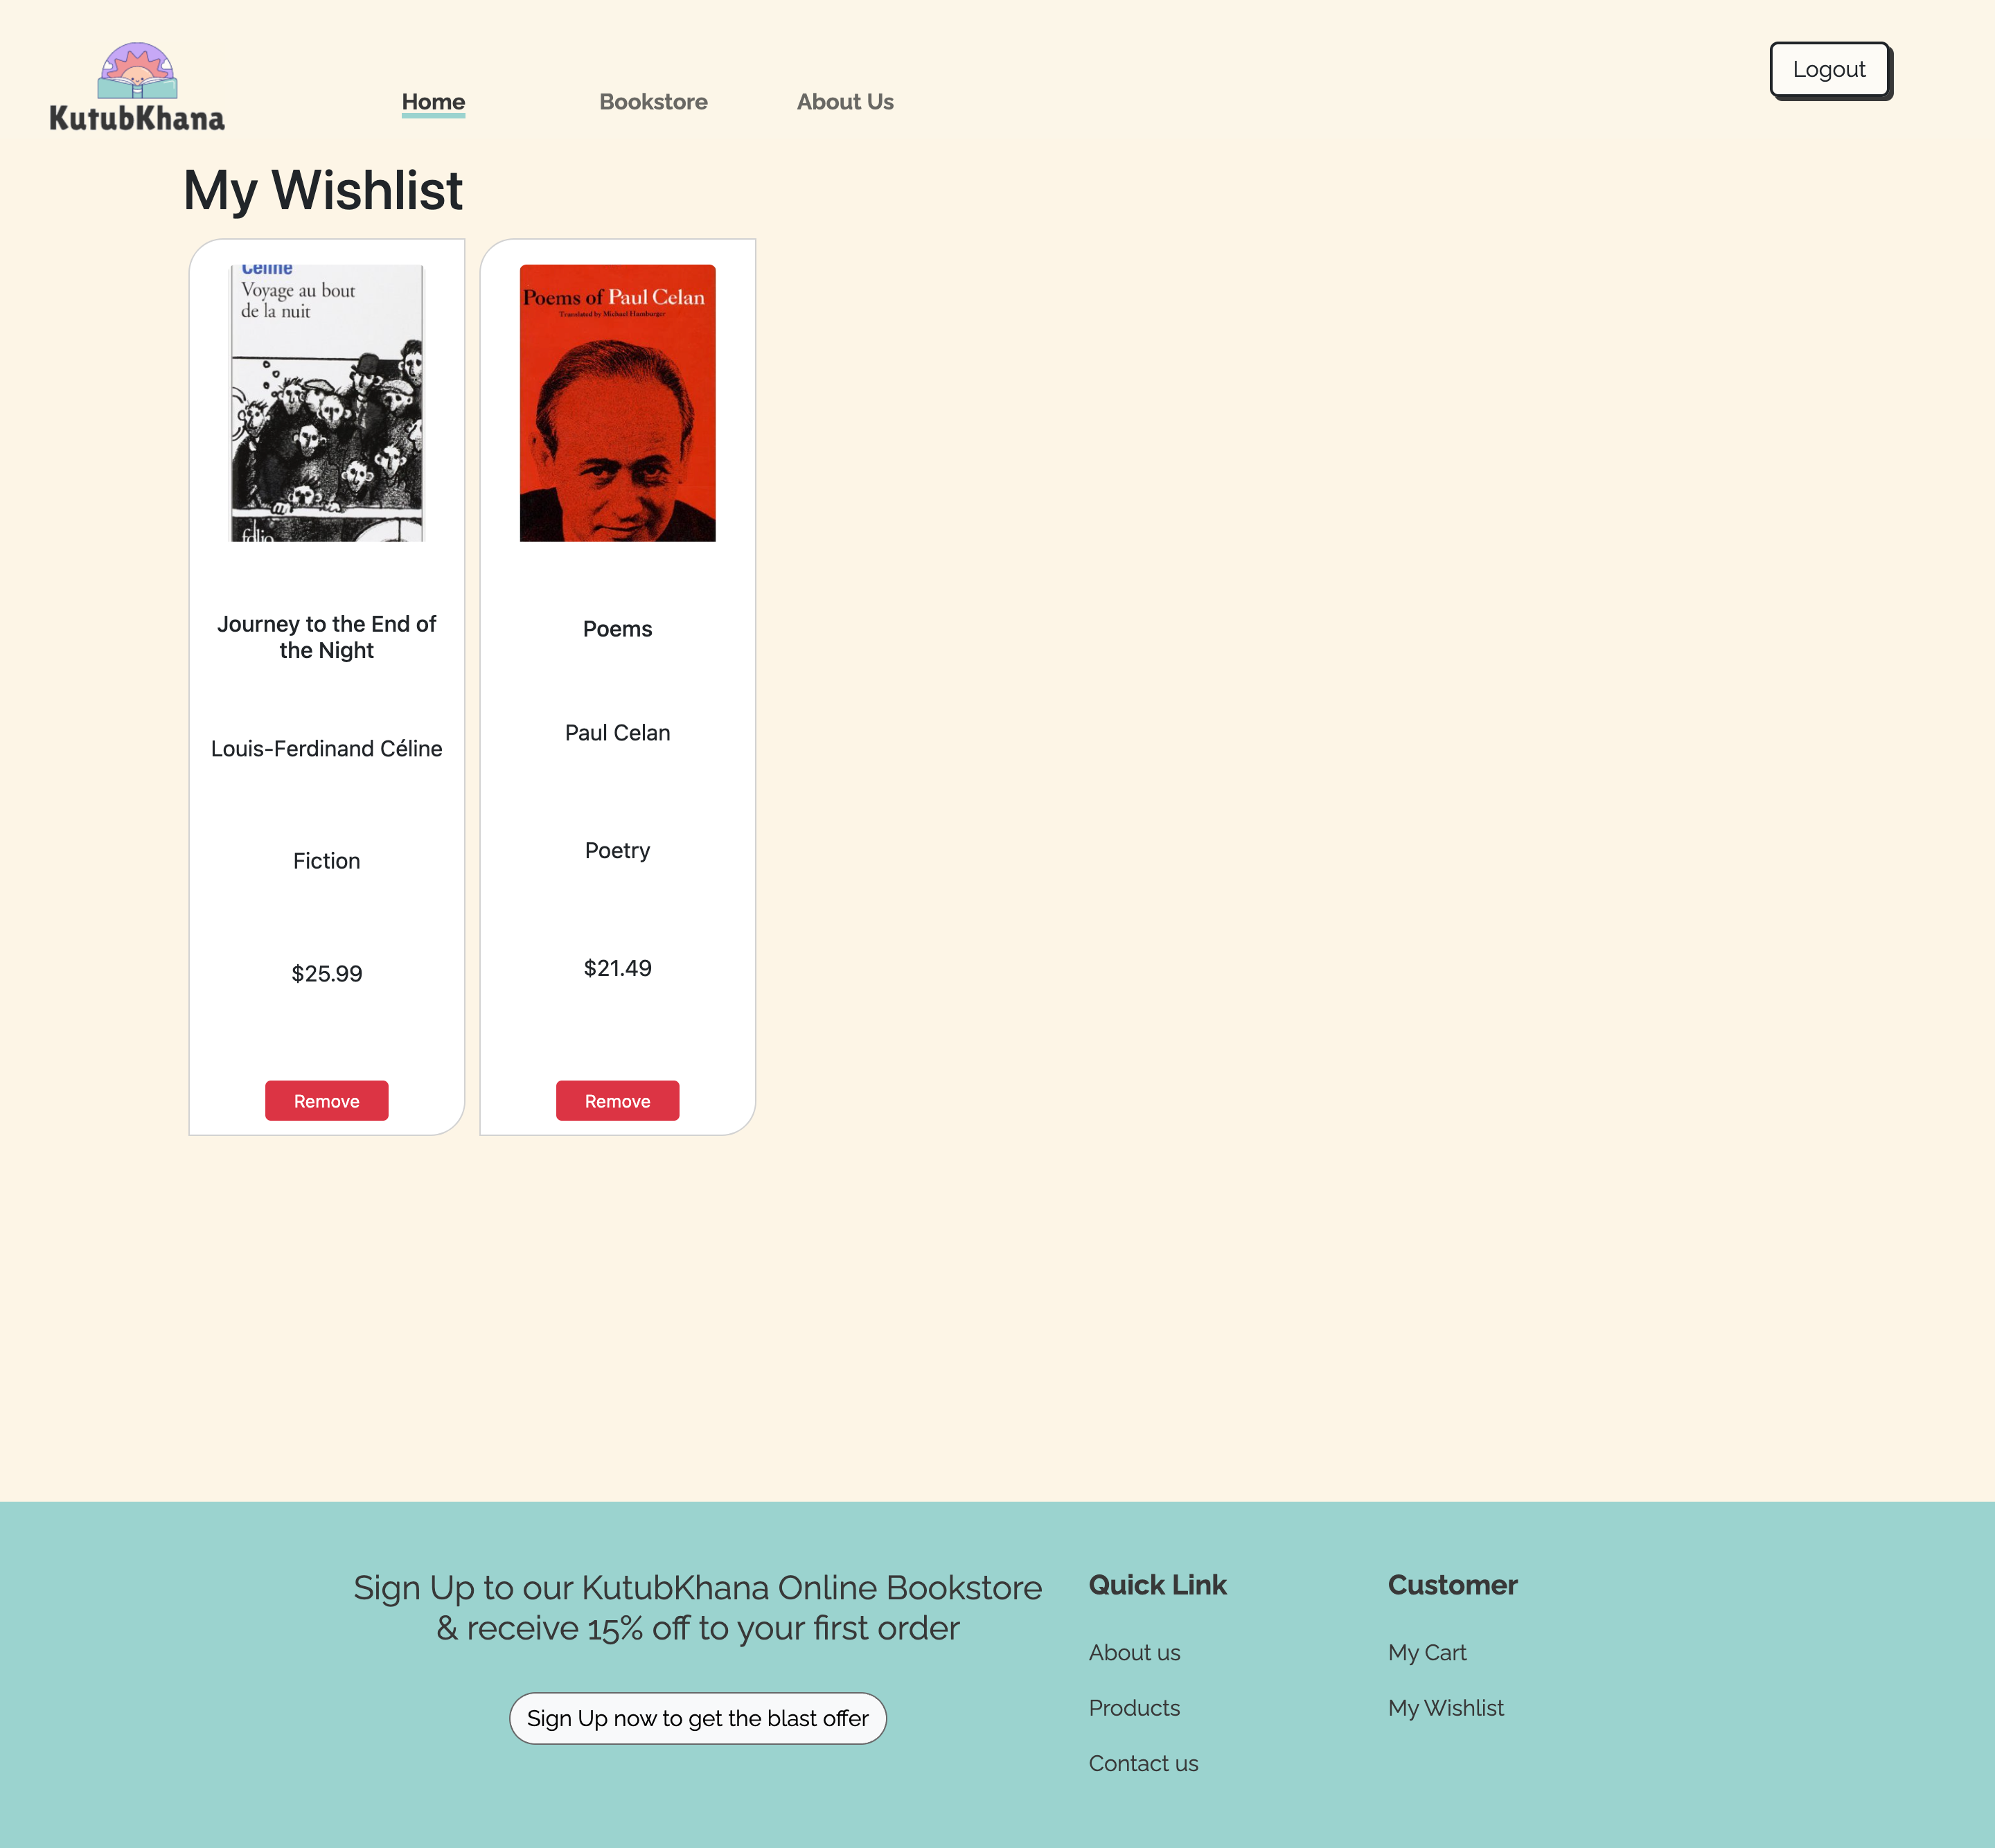 KutubKhana
Home
Bookstore
About Us
Logout
My Wishlist
Céline
Voyage au bout
de la nuit
folio
Journey to the End of
the Night
Louis-Ferdinand Céline
Fiction
$25.99
Remove
Poems of Paul Celan
Translated by Michael Hamburger
Poems
Paul Celan
Poetry
$21.49
Remove
Sign Up to our KutubKhana Online Bookstore
& receive 15% off to your first order
Sign Up now to get the blast offer
Quick Link
About us
Products
Contact us
Customer
My Cart
My Wishlist